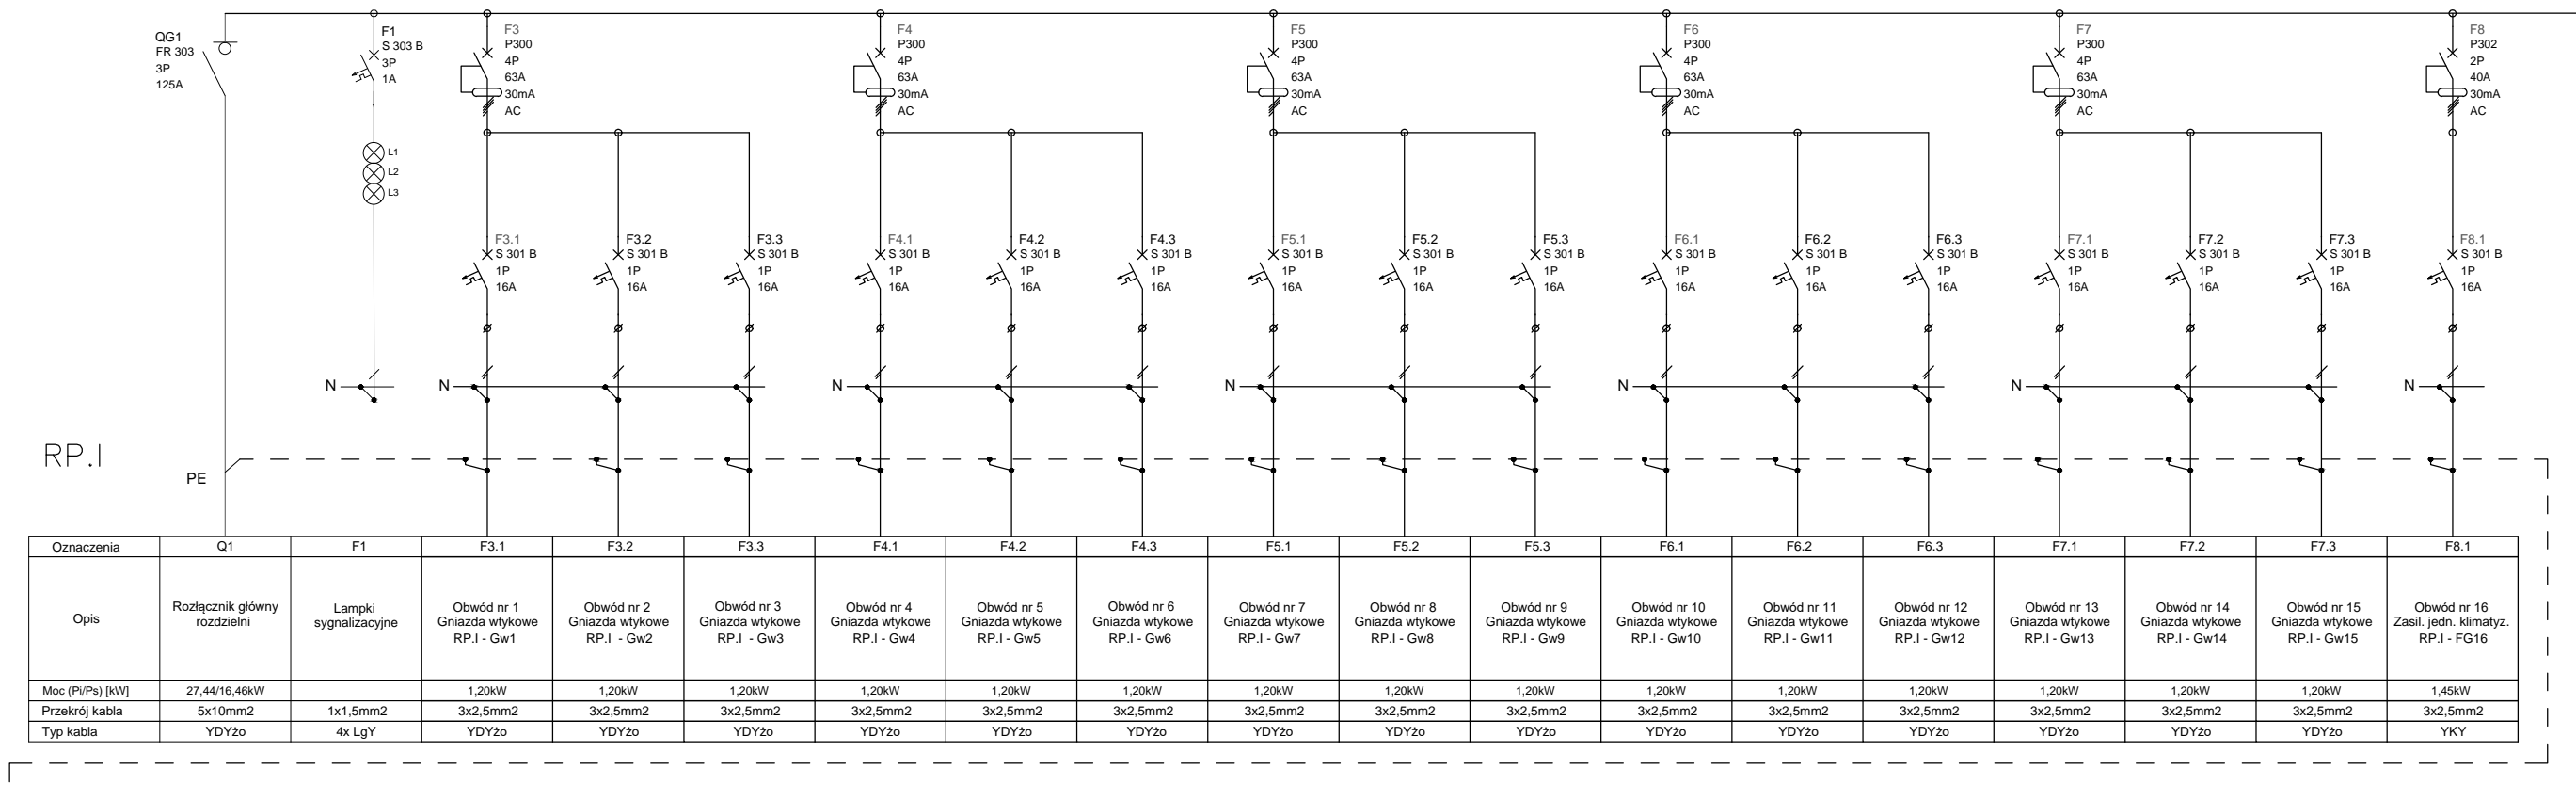 QG1
FR 303
3P
125A
F1
S 303 B
3P
1A
L1
L2
L3
F3
P300
4P
63A
30mA
AC
F4
P300
4P
63A
30mA
AC
F5
P300
4P
63A
30mA
AC
F6
P300
4P
63A
30mA
AC
F7
P300
4P
63A
30mA
AC
F8
P302
2P
40A
30mA
AC
F3.1
S 301 B
1P
16A
F3.2
S 301 B
1P
16A
F3.3
S 301 B
1P
16A
F4.1
S 301 B
1P
16A
F4.2
S 301 B
1P
16A
F4.3
S 301 B
1P
16A
F5.1
S 301 B
1P
16A
F5.2
S 301 B
1P
16A
F5.3
S 301 B
1P
16A
F6.1
S 301 B
1P
16A
F6.2
S 301 B
1P
16A
F6.3
S 301 B
1P
16A
F7.1
S 301 B
1P
16A
F7.2
S 301 B
1P
16A
F7.3
S 301 B
1P
16A
F8.1
S 301 B
1P
16A
N N N N N N N
RP.I
PE
Oznaczenia Q1 F1 F3.1 F3.2 F3.3 F4.1 F4.2 F4.3 F5.1 F5.2 F5.3 F6.1 F6.2 F6.3 F7.1 F7.2 F7.3 F8.1
Opis
Rozłącznik główny
rozdzielni
Lampki
sygnalizacyjne
Obwód nr 1
Gniazda wtykowe
RP.I - Gw1
Obwód nr 2
Gniazda wtykowe
RP.I - Gw2
Obwód nr 3
Gniazda wtykowe
RP.I - Gw3
Obwód nr 4
Gniazda wtykowe
RP.I - Gw4
Obwód nr 5
Gniazda wtykowe
RP.I - Gw5
Obwód nr 6
Gniazda wtykowe
RP.I - Gw6
Obwód nr 7
Gniazda wtykowe
RP.I - Gw7
Obwód nr 8
Gniazda wtykowe
RP.I - Gw8
Obwód nr 9
Gniazda wtykowe
RP.I - Gw9
Obwód nr 10
Gniazda wtykowe
RP.I - Gw10
Obwód nr 11
Gniazda wtykowe
RP.I - Gw11
Obwód nr 12
Gniazda wtykowe
RP.I - Gw12
Obwód nr 13
Gniazda wtykowe
RP.I - Gw13
Obwód nr 14
Gniazda wtykowe
RP.I - Gw14
Obwód nr 15
Gniazda wtykowe
RP.I - Gw15
Obwód nr 16
Zasil. jedn. klimatyz.
RP.I - FG16
Moc (Pi/Ps) [kW] 27,44/16,46kW 1,20kW 1,20kW 1,20kW 1,20kW 1,20kW 1,20kW 1,20kW 1,20kW 1,20kW 1,20kW 1,20kW 1,20kW 1,20kW 1,20kW 1,20kW 1,45kW
Przekrój kabla 5x10mm2 1x1,5mm2 3x2,5mm2 3x2,5mm2 3x2,5mm2 3x2,5mm2 3x2,5mm2 3x2,5mm2 3x2,5mm2 3x2,5mm2 3x2,5mm2 3x2,5mm2 3x2,5mm2 3x2,5mm2 3x2,5mm2 3x2,5mm2 3x2,5mm2 3x2,5mm2
Typ kabla YDYżo 4x LgY YDYżo YDYżo YDYżo YDYżo YDYżo YDYżo YDYżo YDYżo YDYżo YDYżo YDYżo YDYżo YDYżo YDYżo YDYżo YKY